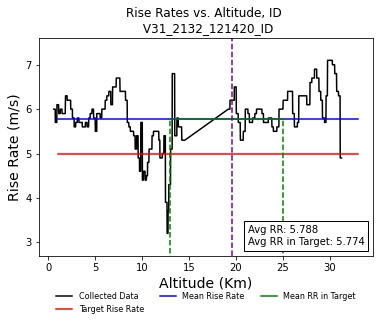 Rise Rates vs. Altitude, ID
V31_2132_121420_ID
Rise Rate (m/s)
7
6
5
4
3
Avg RR: 5.788
Avg RR in Target: 5.774
0 5 10 15 20 25 30
Altitude (Km)
Collected Data Mean Rise Rate Mean RR in Target
Target Rise Rate